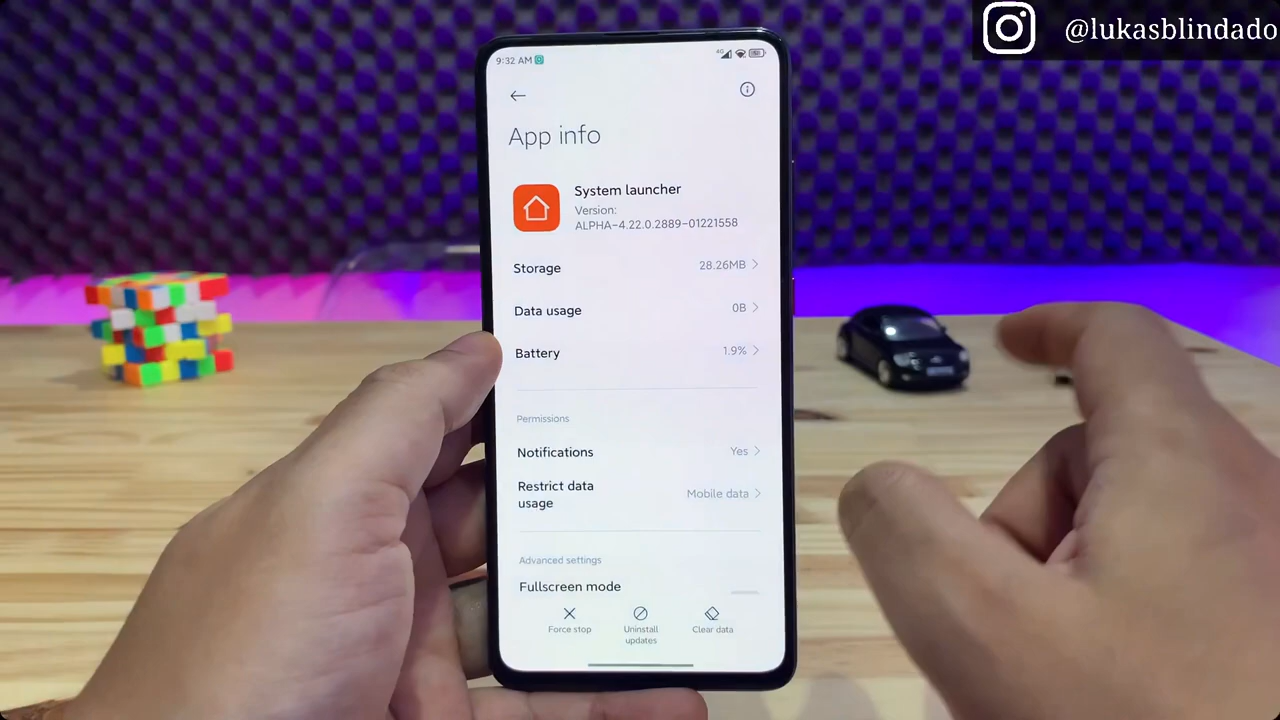 @lukasblindado
9:32 AM
4G
App info
System launcher
Version:
ALPHA-4.22.0.2889-01221558
Storage 28.26MB
Data usage 0B
Battery 1.9%
Permissions
Notifications Yes
Restrict data
usage Mobile data
Advanced settings
Fullscreen mode
Force stop
Uninstall
updates
Clear data